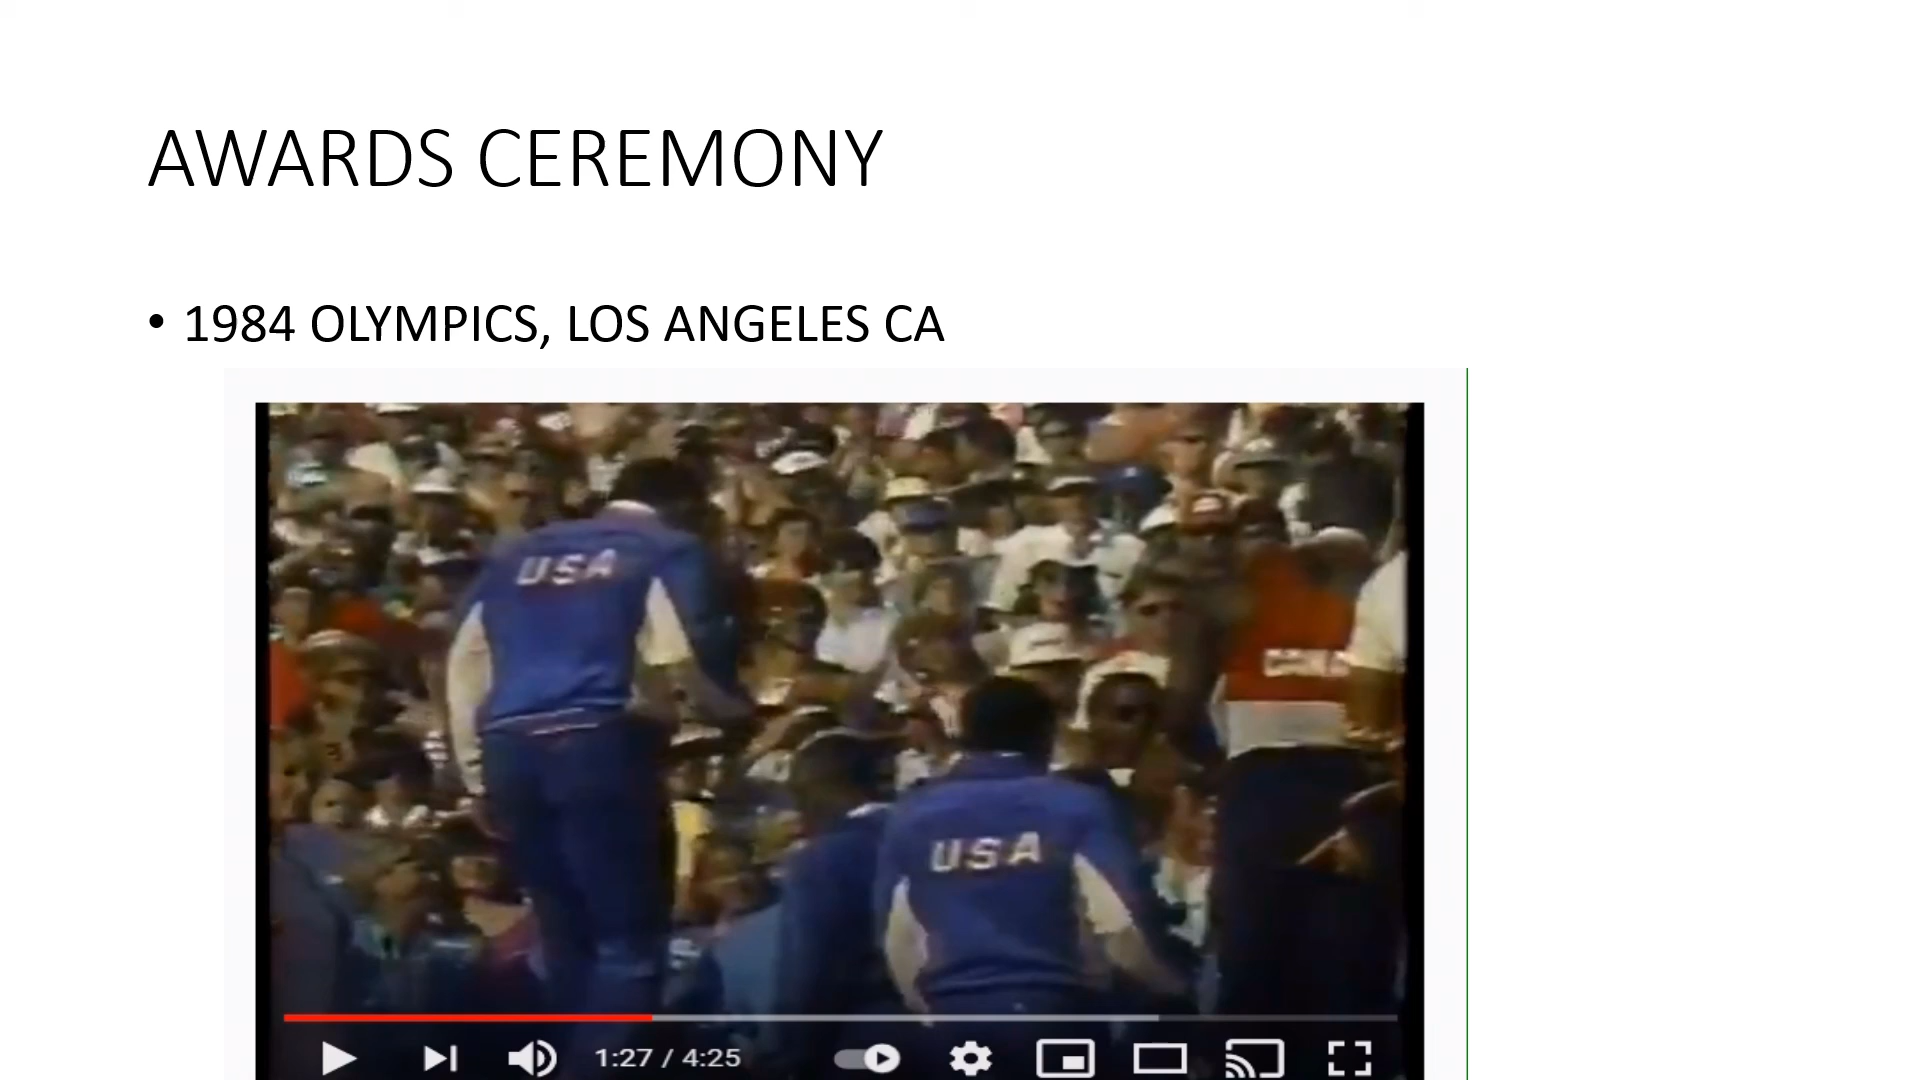 AWARDS CEREMONY
• 1984 OLYMPICS, LOS ANGELES CA
USA
USA
1:27 / 4:25